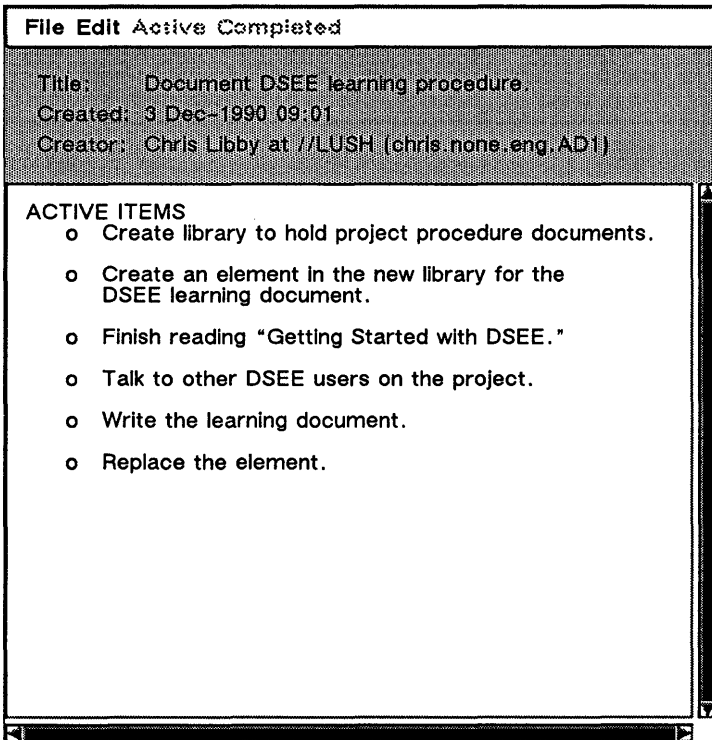 File Edit Active Completed
Title: Document DSEE learning procedure.
Created: 3 Dec-1990 09:01
Creator: Chris Libby at //LUSH (chris.none.eng.AD1)
ACTIVE ITEMS
o Create library to hold project procedure documents.
o Create an element in the new library for the
DSEE learning document.
o Finish reading "Getting Started with DSEE."
o Talk to other DSEE users on the project.
o Write the learning document.
o Replace the element.